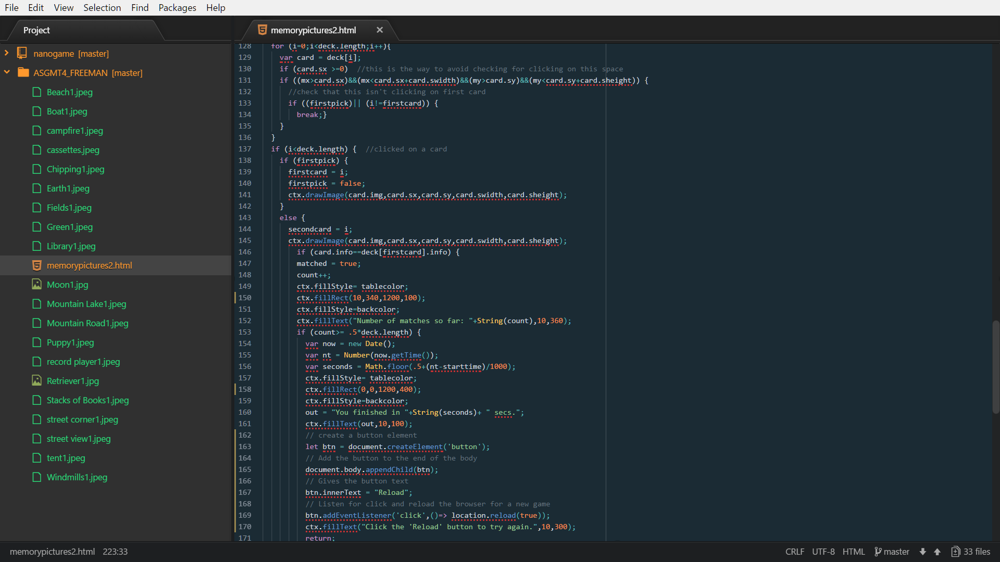 File Edit View Selection Find Packages Help
Project
memorypictures2.html
nanogame [master]
ASGMT4_FREEMAN [master]
Beach1.jpeg
Boat1.jpeg
campfire1.jpeg
cassettes.jpeg
Chipping1.jpeg
Earth1.jpeg
Fields1.jpeg
Green1.jpeg
Library1.jpeg
memorypictures2.html
Moon1.jpg
Mountain Lake1.jpeg
Mountain Road1.jpeg
Puppy1.jpeg
record player1.jpeg
Retriever1.jpg
Stacks of Books1.jpeg
street corner1.jpeg
street view1.jpeg
tent1.jpeg
Windmills1.jpeg
128 for (i=0;i<deck.length;i++){
129 var card = deck[i];
130 if (card.sx >=0) //this is the way to avoid checking for clicking on this space
131 if ((mx>card.sx)&&(mx<card.sx+card.swidth)&&(my>card.sy)&&(my<card.sy+card.sheight)) {
132 //check that this isn't clicking on first card
133 if ((firstpick)|| (i!=firstcard)) {
134 break;}
135 }
136 }
137 if (i<deck.length) { //clicked on a card
138 if (firstpick) {
139 firstcard = i;
140 firstpick = false;
141 ctx.drawImage(card.img,card.sx,card.sy,card.swidth,card.sheight);
142 }
143 else {
144 secondcard = i;
145 ctx.drawImage(card.img,card.sx,card.sy,card.swidth,card.sheight);
146 if (card.info==deck[firstcard].info) {
147 matched = true;
148 count++;
149 ctx.fillStyle= tablecolor;
150 ctx.fillRect(10,340,1200,100);
151 ctx.fillStyle=backcolor;
152 ctx.fillText("Number of matches so far: "+String(count),10,360);
153 if (count>= .5*deck.length) {
154 var now = new Date();
155 var nt = Number(now.getTime());
156 var seconds = Math.floor(.5+(nt-starttime)/1000);
157 ctx.fillStyle= tablecolor;
158 ctx.fillRect(0,0,1200,400);
159 ctx.fillStyle=backcolor;
160 out = "You finished in "+String(seconds)+ " secs.";
161 ctx.fillText(out,10,100);
162 // create a button element
163 let btn = document.createElement('button');
164 // Add the button to the end of the body
165 document.body.appendChild(btn);
166 // Gives the button text
167 btn.innerText = "Reload";
168 // Listen for click and reload the browser for a new game
169 btn.addEventListener('click',()=> location.reload(true));
170 ctx.fillText("Click the 'Reload' button to try again.",10,300);
171 return;
memorypictures2.html 223:33 CRLF UTF-8 HTML master 33 files